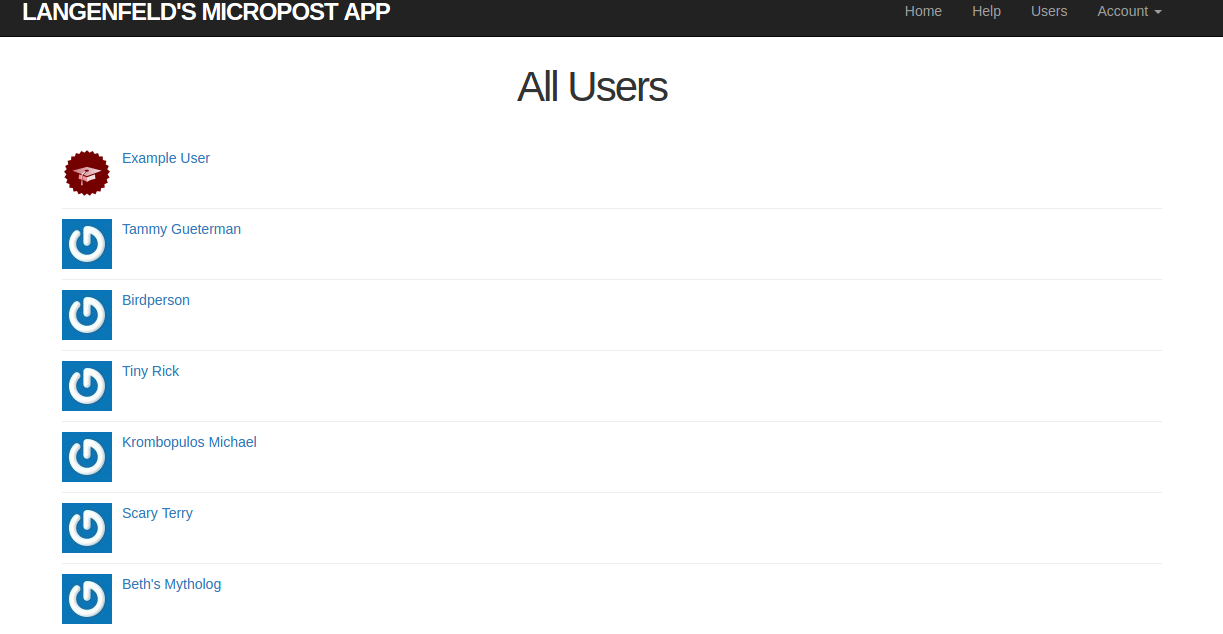 LANGENFELD'S MICROPOST APP
Home Help Users Account
All Users
Example User
Tammy Gueterman
Birdperson
Tiny Rick
Krombopulos Michael
Scary Terry
Beth's Mytholog